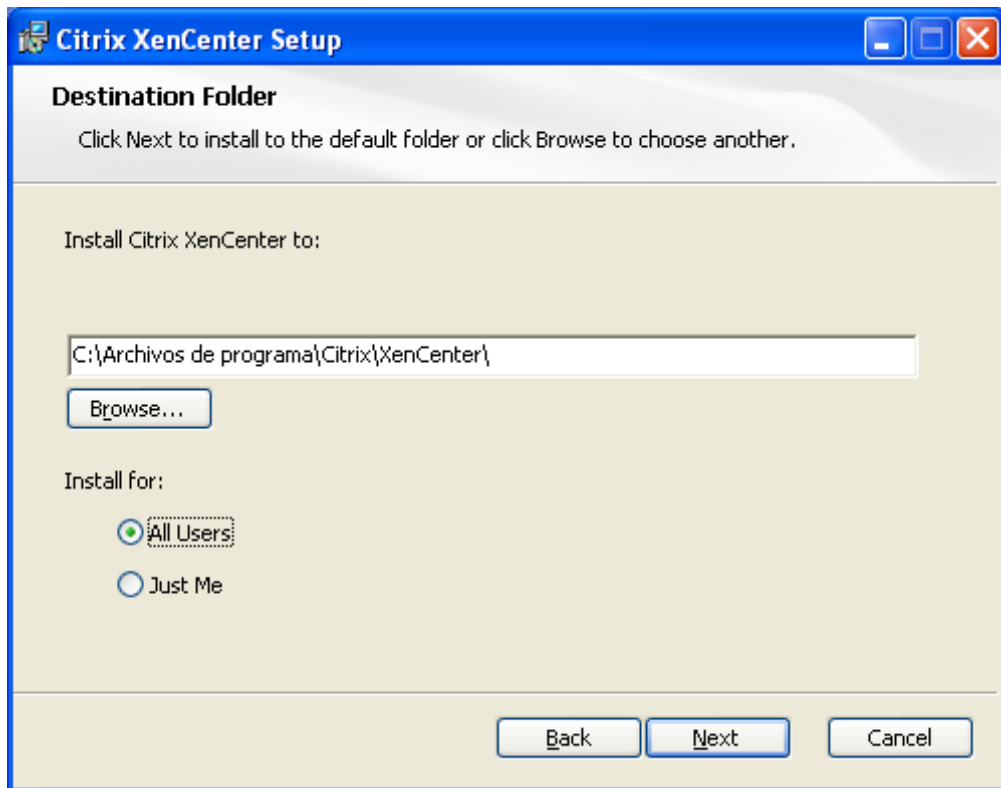 Citrix XenCenter Setup
Destination Folder
Click Next to install to the default folder or click Browse to choose another.
Install Citrix XenCenter to:
C:\Archivos de programa\Citrix\XenCenter\
Browse...
Install for:
All Users
Just Me
Back Next Cancel